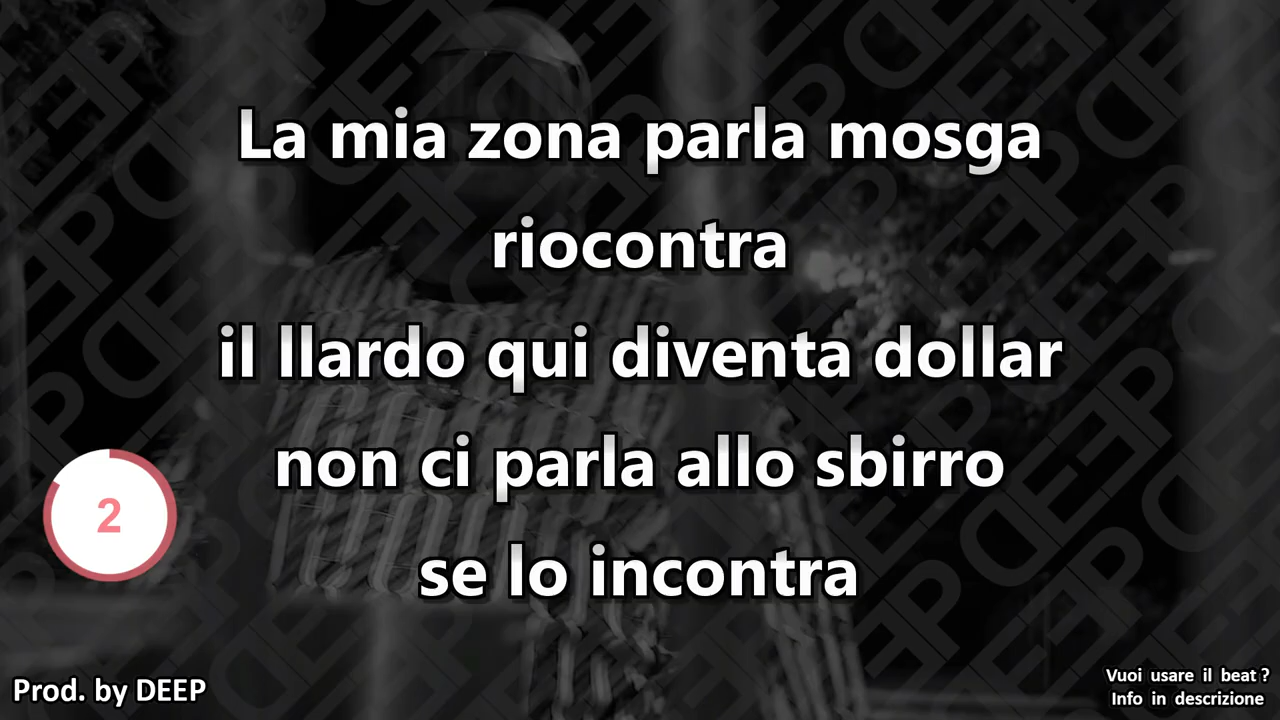 La mia zona parla mosga
riocontra
il llardo qui diventa dollar
non ci parla allo sbirro
se lo incontra
2
Prod. by DEEP
Vuoi usare il beat ?
Info in descrizione